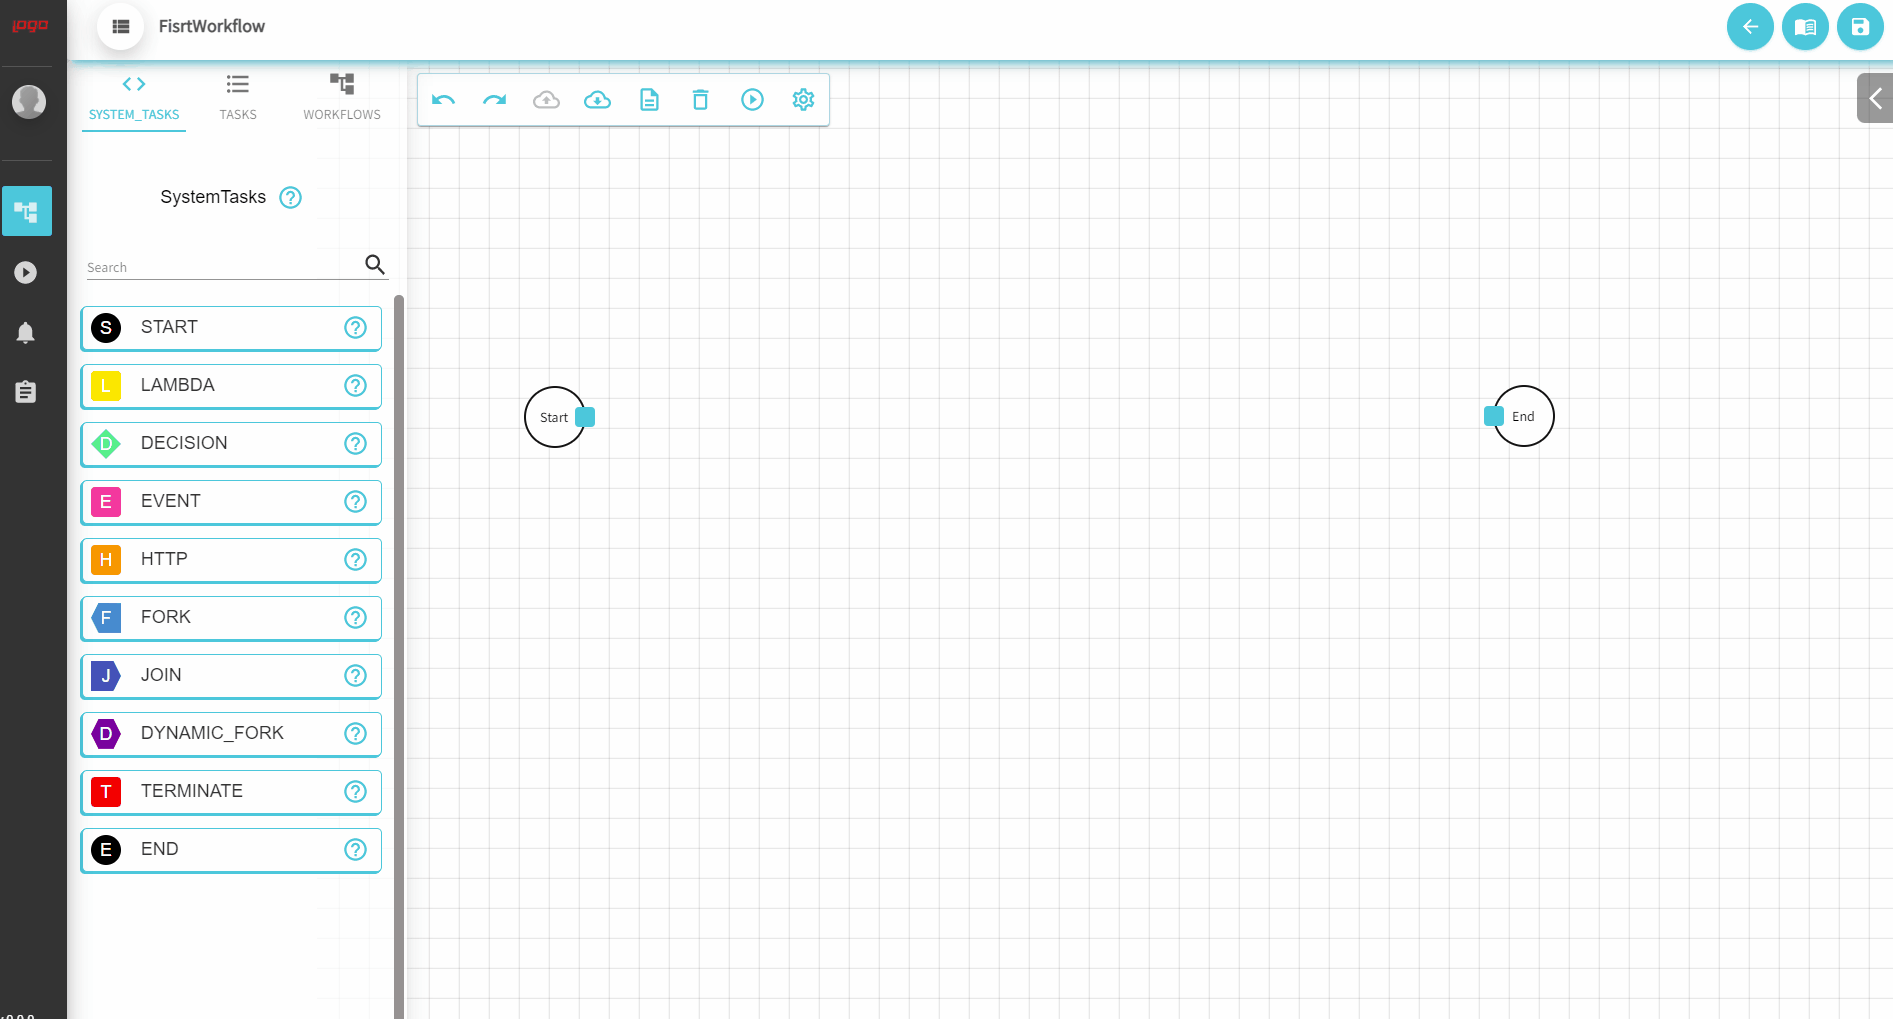 logo
FisrtWorkflow
SYSTEM_TASKS
TASKS
WORKFLOWS
SystemTasks
Search
S START
L LAMBDA
D DECISION
E EVENT
H HTTP
F FORK
J JOIN
D DYNAMIC_FORK
T TERMINATE
E END
Start
End